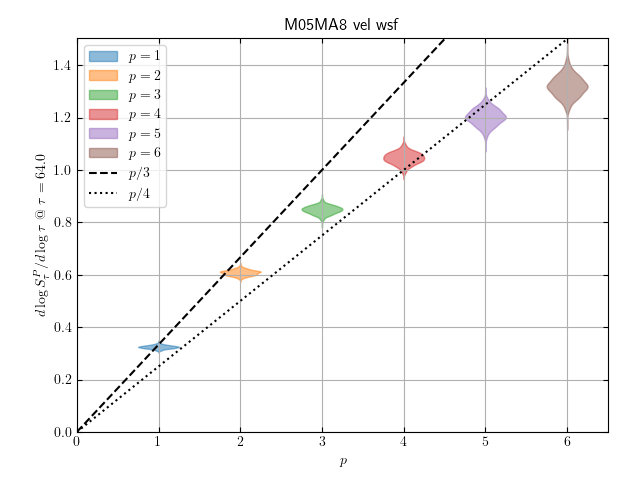 M05MA8 vel wsf
p = 1
p = 2
p = 3
p = 4
p = 5
p = 6
p/3
p/4
1.4
1.2
1.0
0.8
0.6
0.4
0.2
0.0
d log S_τ^P / d log τ @ τ = 64.0
0 1 2 3 4 5 6
p